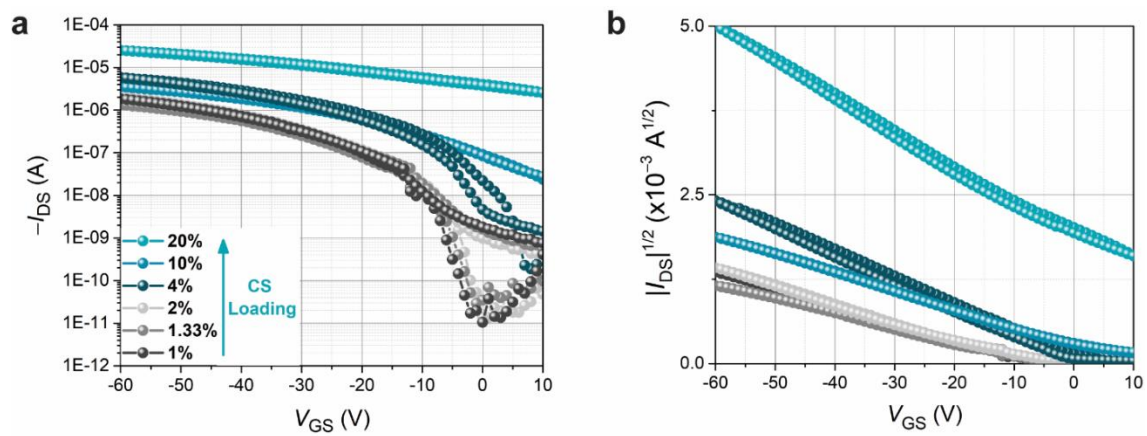 a
1E-04
1E-05
1E-06
1E-07
1E-08
1E-09
1E-10
1E-11
1E-12
−I_DS (A)
20%
10%
4%
2%
1.33%
1%
CS
Loading
-60 -50 -40 -30 -20 -10 0 10
V_GS (V)
b
5.0
2.5
0.0
|I_DS|^1/2 (x10^−3 A^1/2)
-60 -50 -40 -30 -20 -10 0 10
V_GS (V)